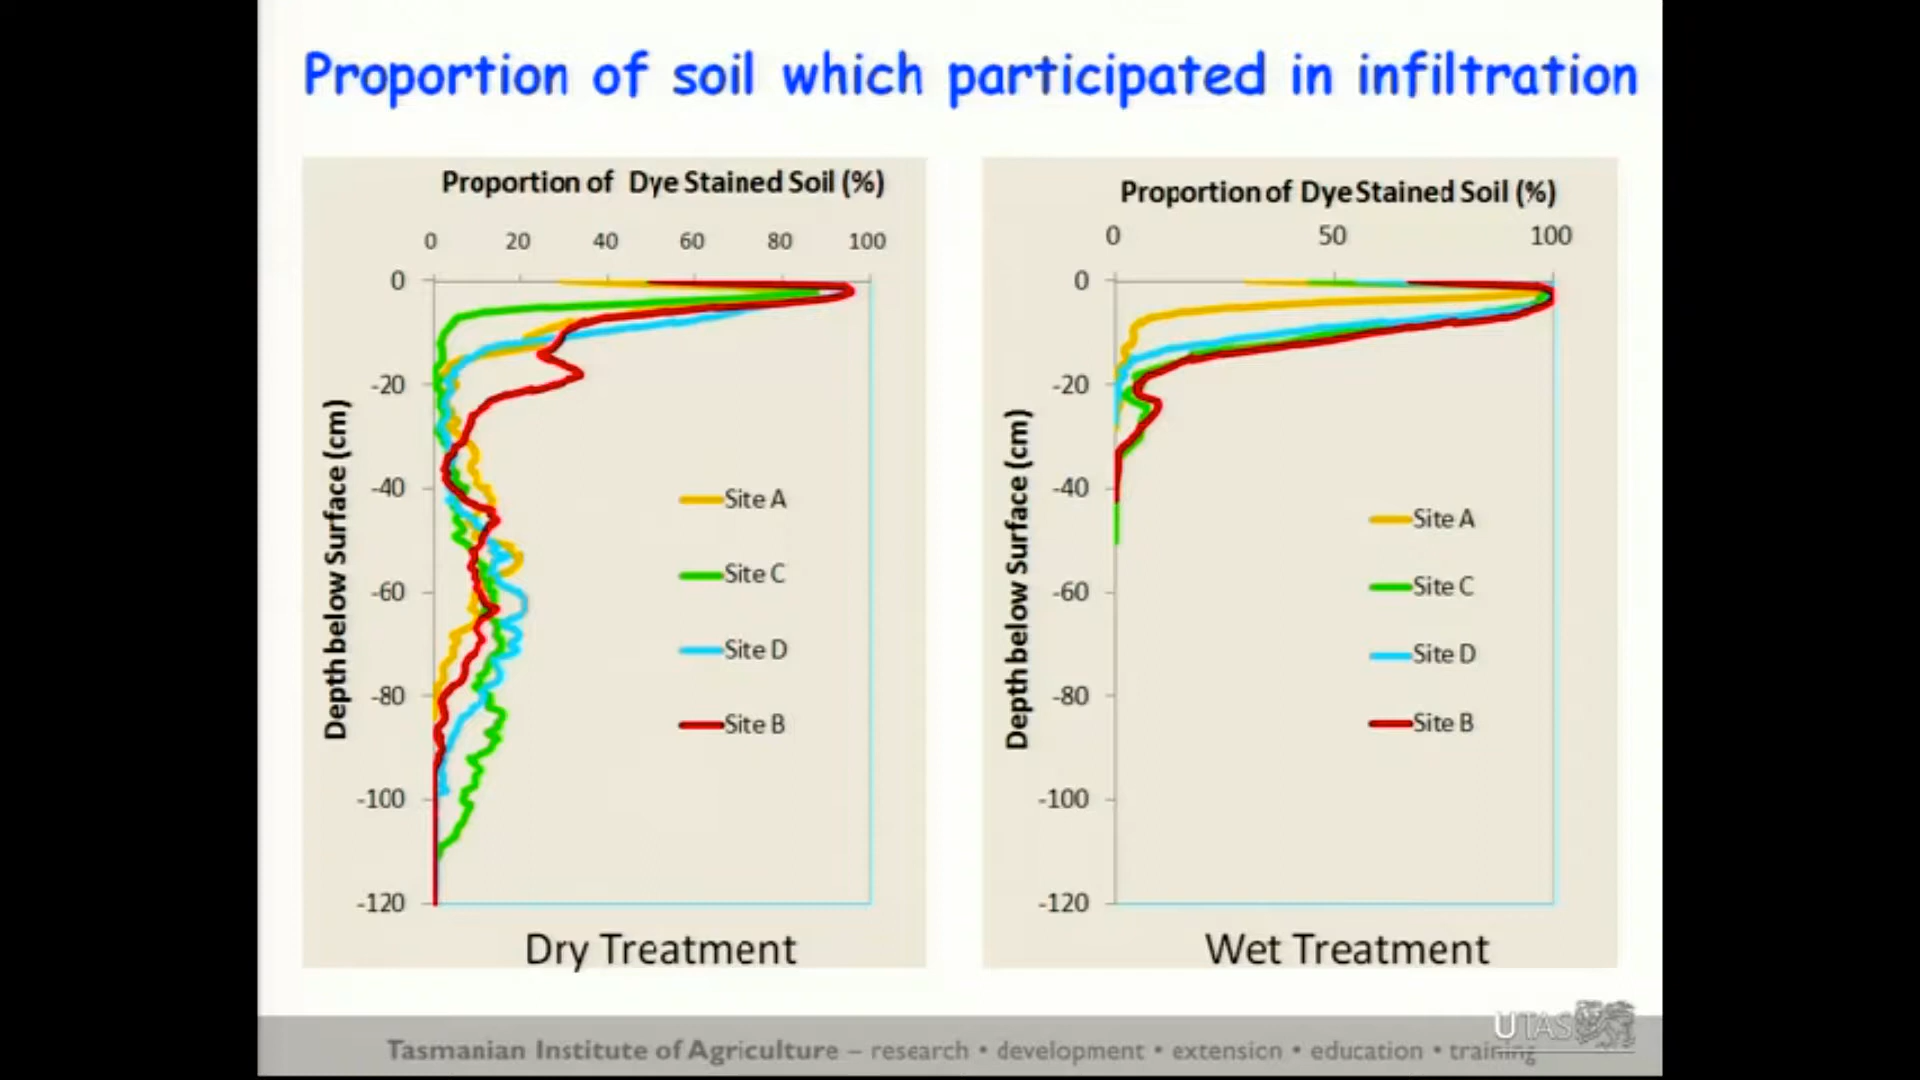 Proportion of soil which participated in infiltration
Proportion of Dye Stained Soil (%)
0 20 40 60 80 100
0
-20
-40
-60
-80
-100
-120
Depth below Surface (cm)
Site A
Site C
Site D
Site B
Dry Treatment
Proportion of Dye Stained Soil (%)
0 50 100
0
-20
-40
-60
-80
-100
-120
Depth below Surface (cm)
Site A
Site C
Site D
Site B
Wet Treatment
UTAS
Tasmanian Institute of Agriculture – research • development • extension • education • training